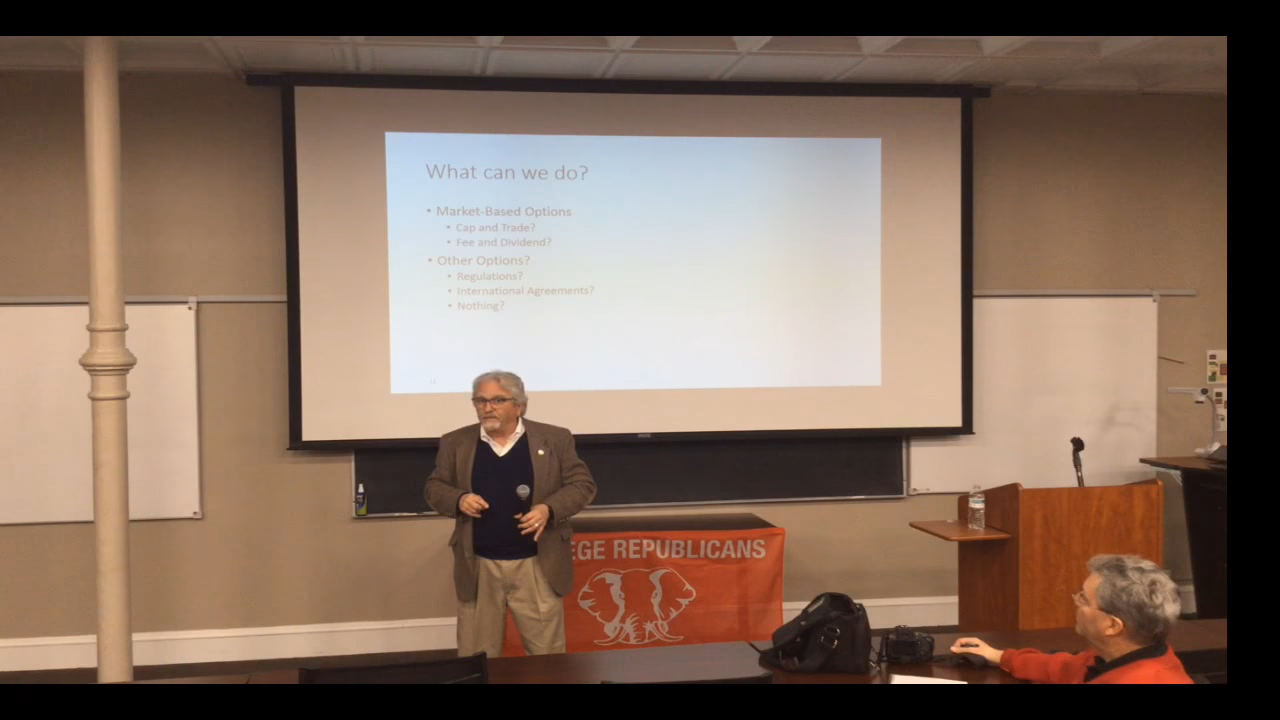 What can we do?
• Market-Based Options
• Cap and Trade?
• Fee and Dividend?
• Other Options?
• Regulations?
• International Agreements?
• Nothing?
EGE REPUBLICANS